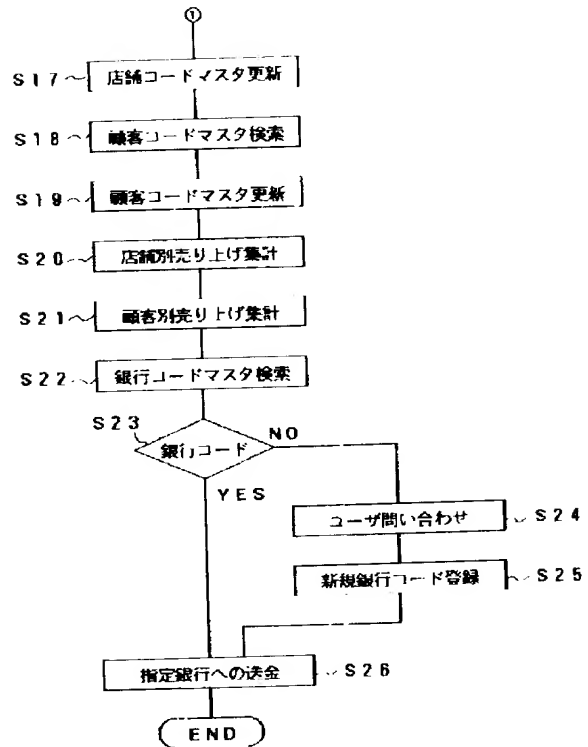 ①
S17 店舗コードマスタ更新
S18 顧客コードマスタ検索
S19 顧客コードマスタ更新
S20 店舗別売り上げ集計
S21 顧客別売り上げ集計
S22 銀行コードマスタ検索
S23 銀行コード NO
YES
ユーザ問い合わせ S24
新規銀行コード登録 S25
指定銀行への送金 S26
END